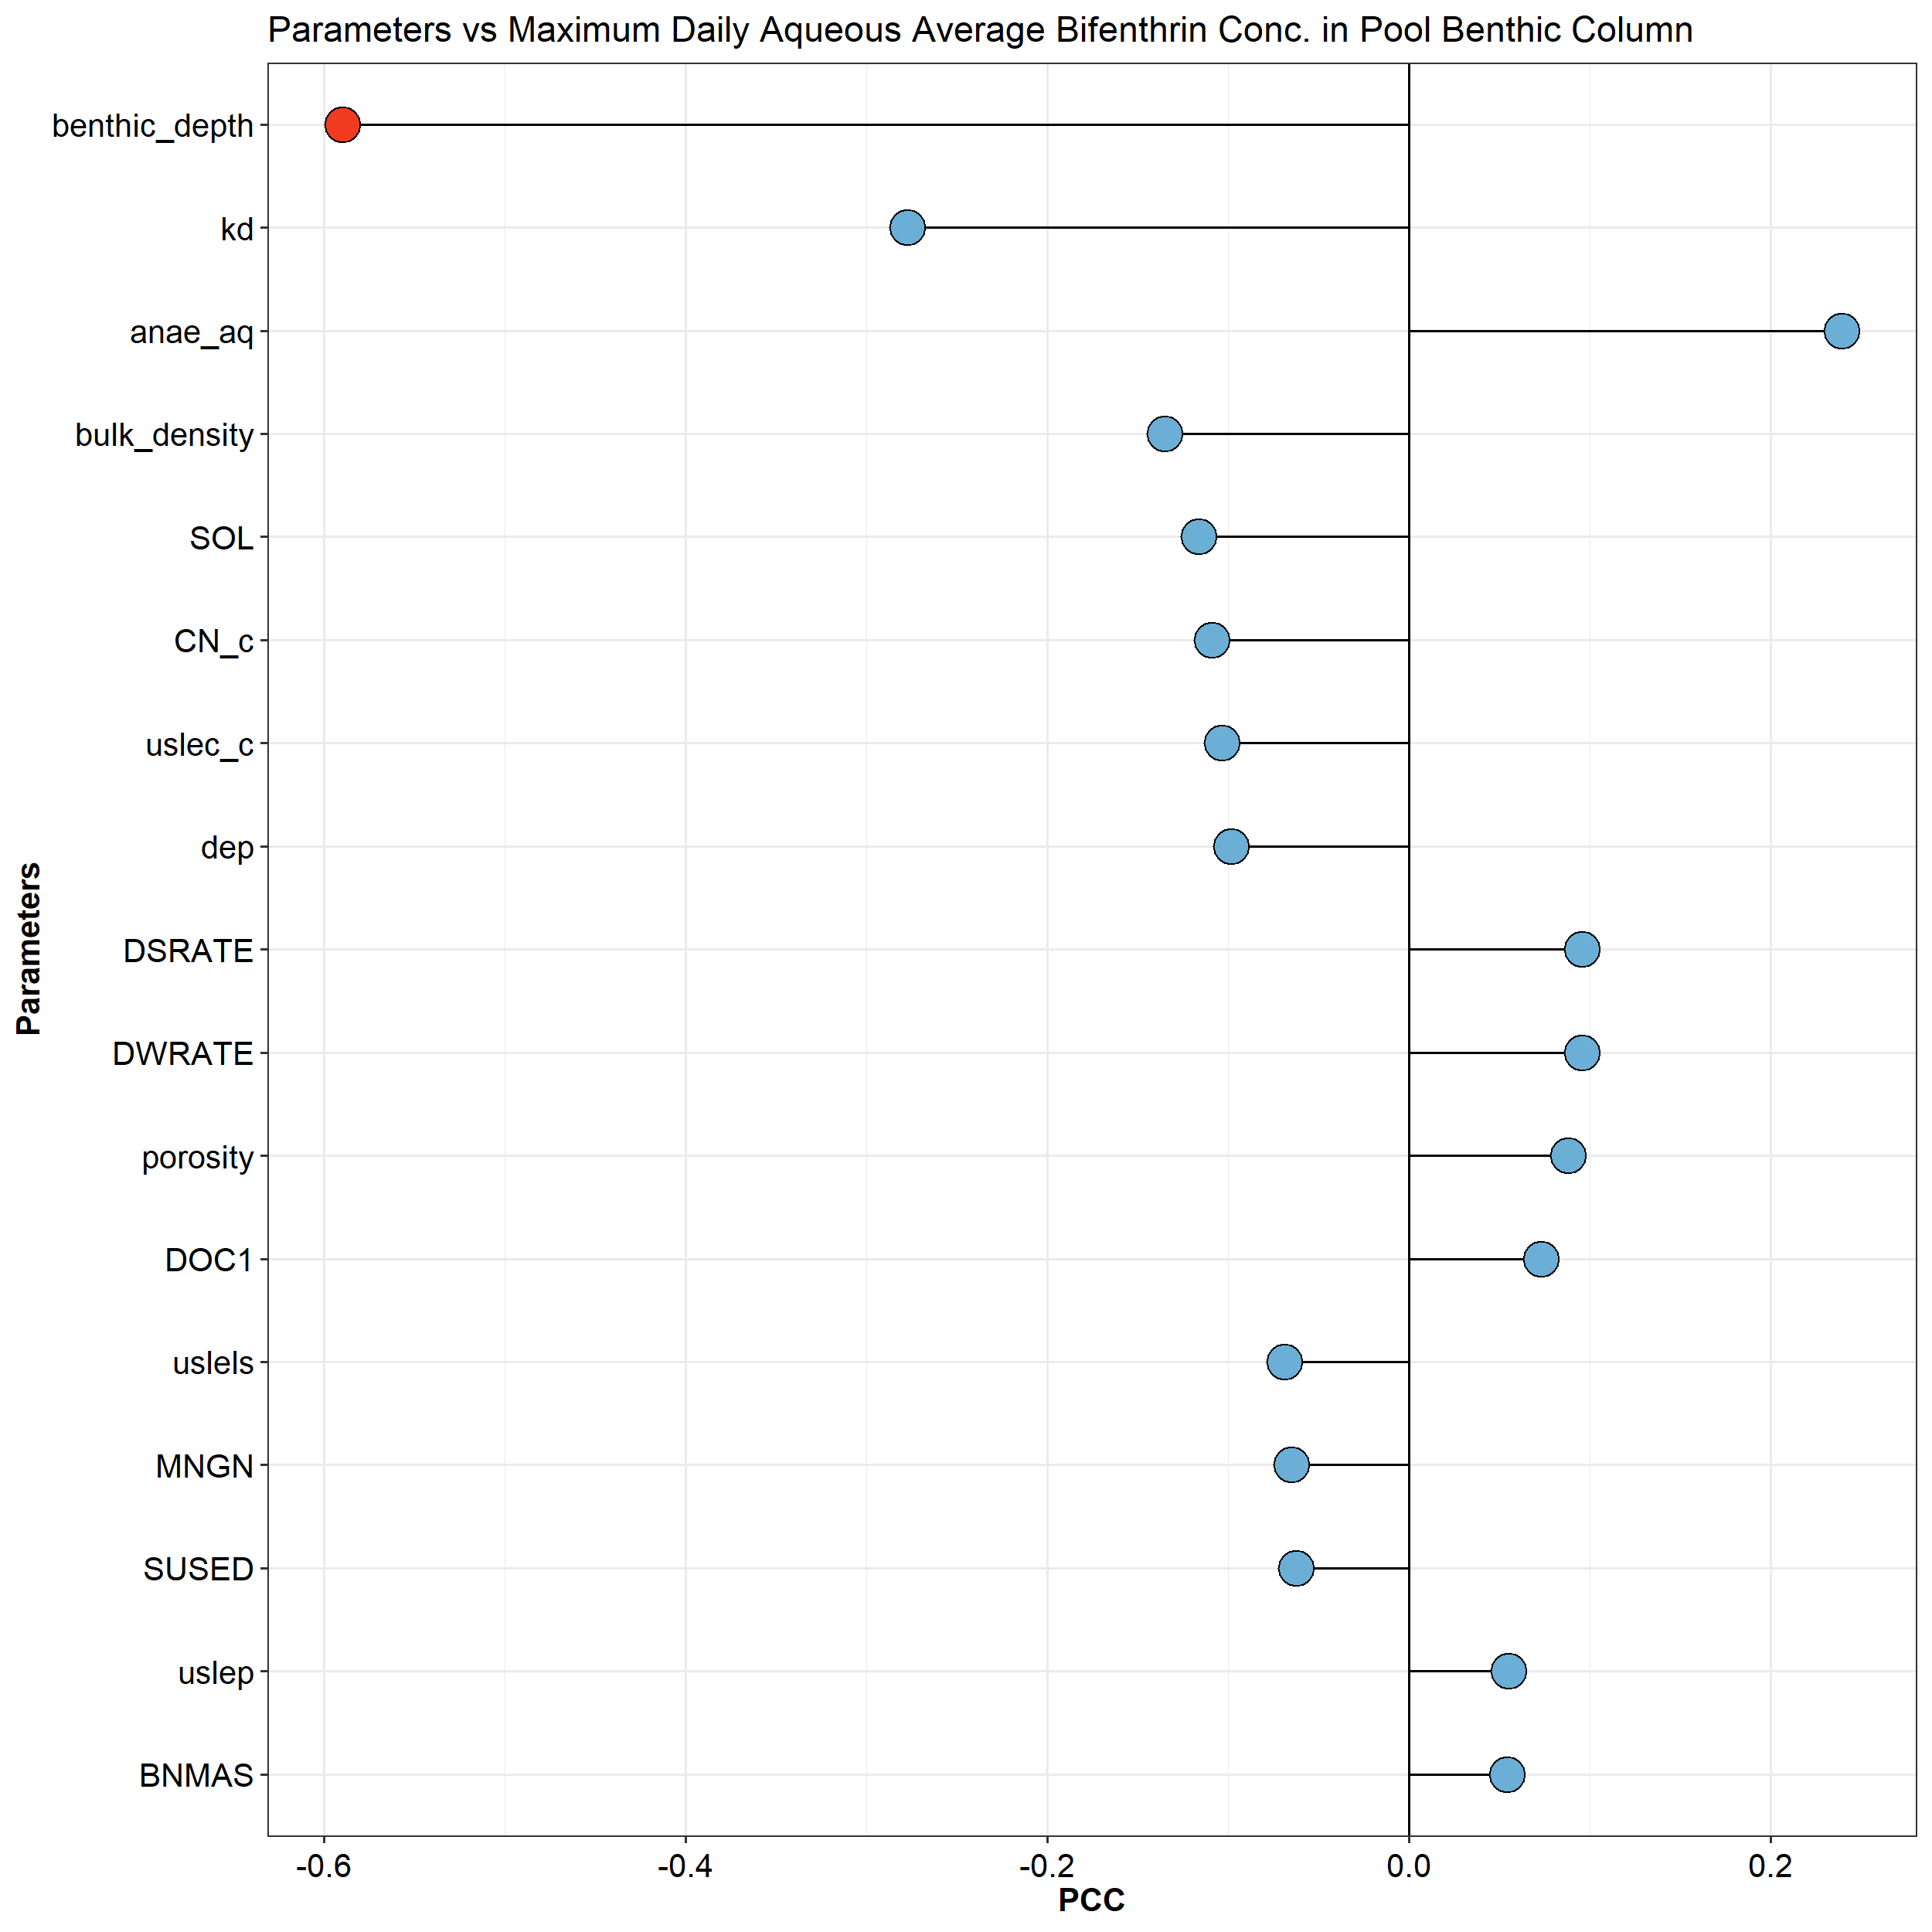 Parameters vs Maximum Daily Aqueous Average Bifenthrin Conc. in Pool Benthic Column
Parameters
benthic_depth
kd
anae_aq
bulk_density
SOL
CN_c
uslec_c
dep
DSRATE
DWRATE
porosity
DOC1
uslels
MNGN
SUSED
uslep
BNMAS
-0.6 -0.4 -0.2 0.0 0.2
PCC